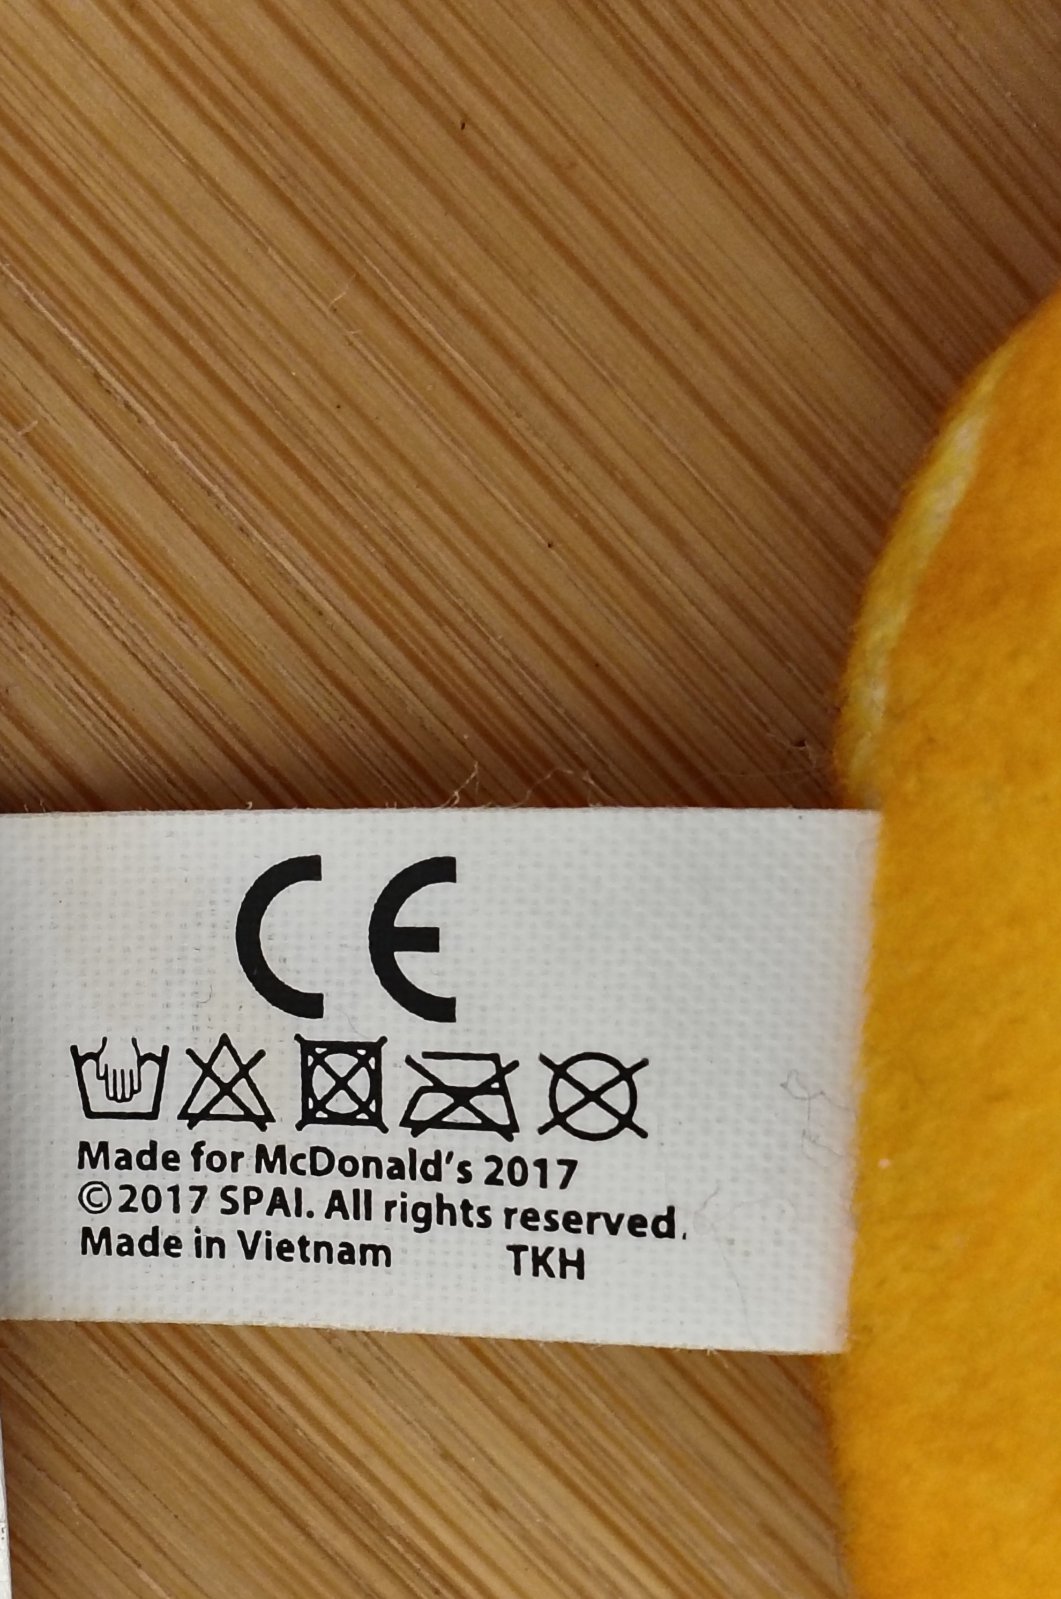 CE
Made for McDonald's 2017
©2017 SPAI. All rights reserved.
Made in Vietnam TKH